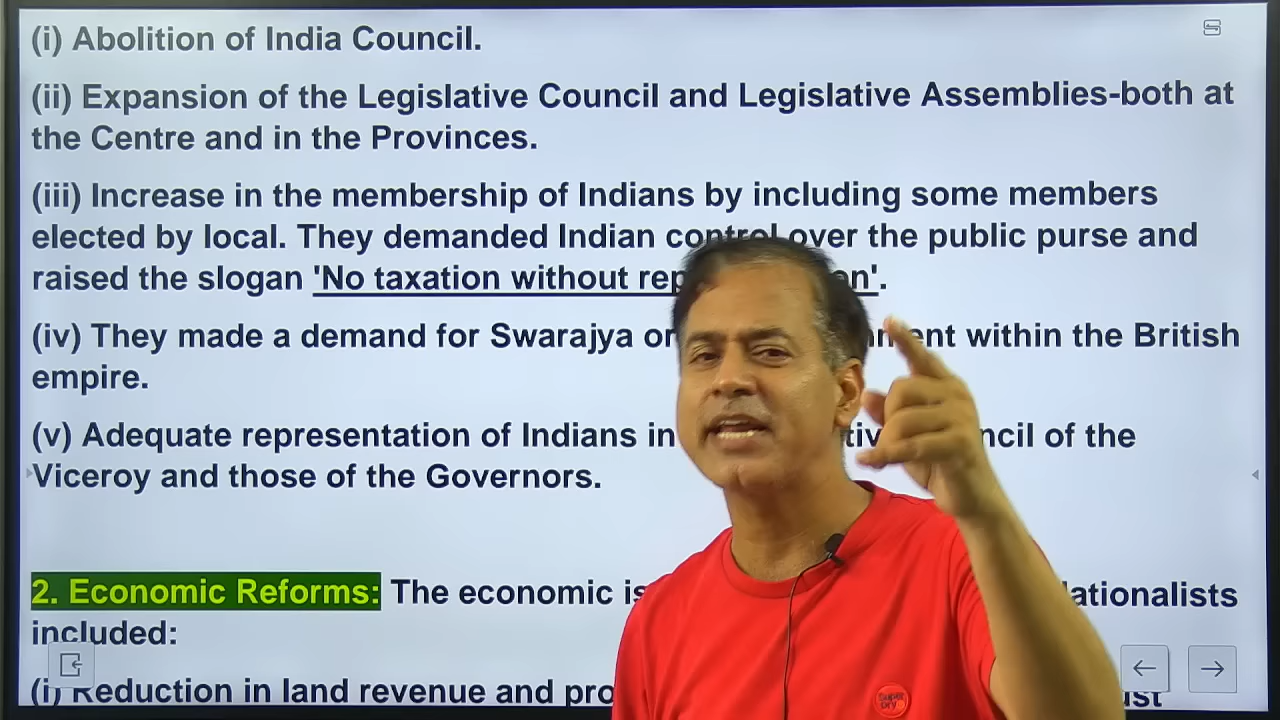 (i) Abolition of India Council.
(ii) Expansion of the Legislative Council and Legislative Assemblies-both at
the Centre and in the Provinces.
(iii) Increase in the membership of Indians by including some members
elected by local. They demanded Indian control over the public purse and
raised the slogan 'No taxation without
(iv) They made a demand for Swarajya or within the British
empire.
(v) Adequate representation of Indians in of the
Viceroy and those of the Governors.
2. Economic Reforms: The economic
included:
(i) Reduction in land revenue and
Super
dry